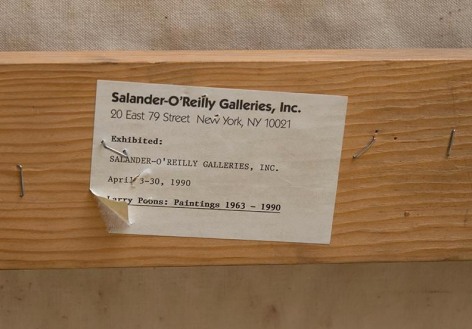 Salander-O'Reilly Galleries, Inc.
20 East 79 Street New York, NY 10021
Exhibited:
SALANDER-O'REILLY GALLERIES, INC.
April 3-30, 1990
Larry Poons: Paintings 1963 - 1990